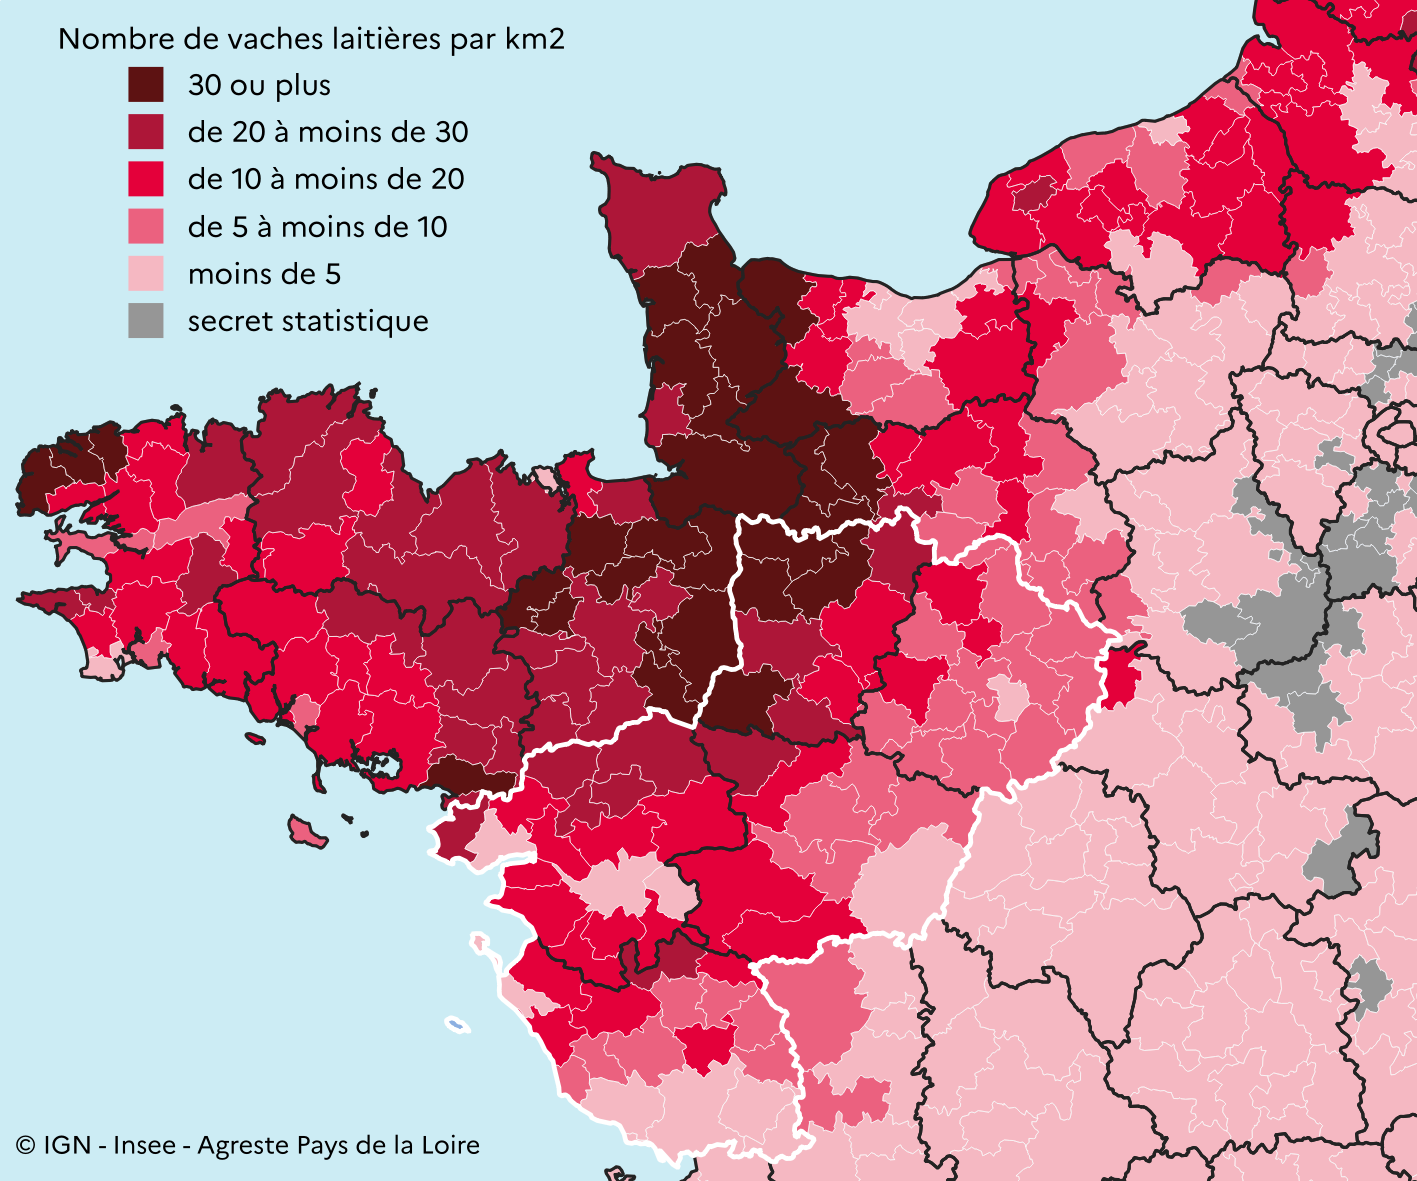 Nombre de vaches laitières par km2
30 ou plus
de 20 à moins de 30
de 10 à moins de 20
de 5 à moins de 10
moins de 5
secret statistique
© IGN - Insee - Agreste Pays de la Loire